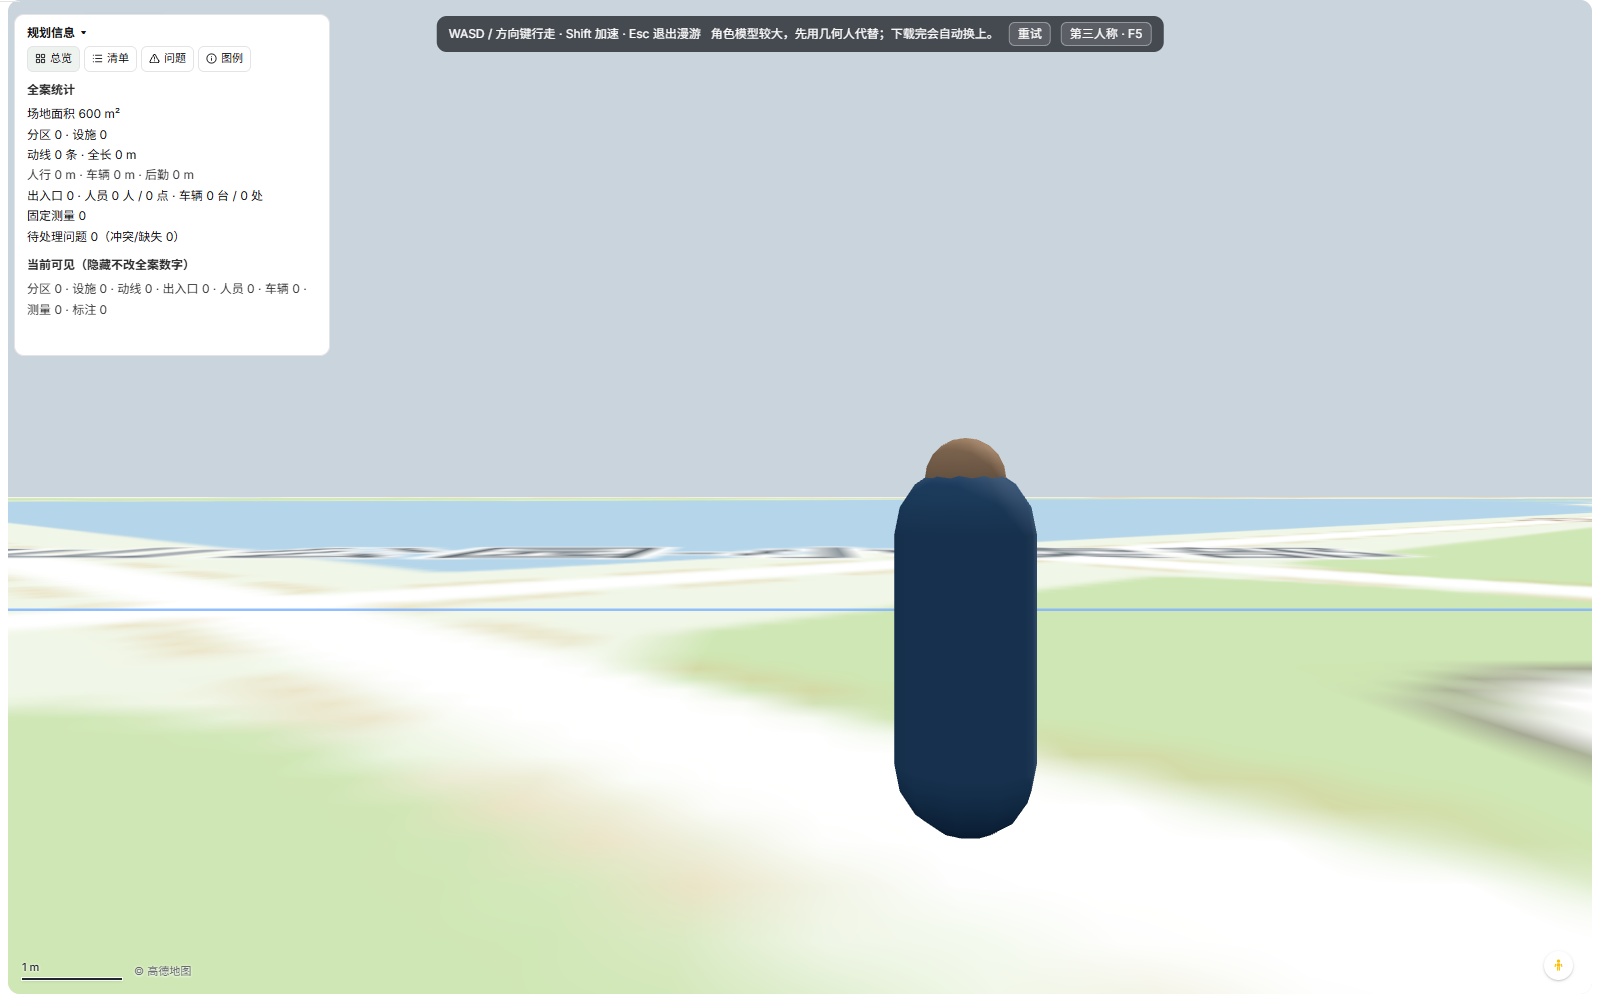 规划信息
总览 清单 问题 图例
全案统计
场地面积 600 m²
分区 0 · 设施 0
动线 0 条 · 全长 0 m
人行 0 m · 车辆 0 m · 后勤 0 m
出入口 0 · 人员 0 人 / 0 点 · 车辆 0 台 / 0 处
固定测量 0
待处理问题 0（冲突/缺失 0）
当前可见（隐藏不改全案数字）
分区 0 · 设施 0 · 动线 0 · 出入口 0 · 人员 0 · 车辆 0 ·
测量 0 · 标注 0
WASD / 方向键行走 · Shift 加速 · Esc 退出漫游 角色模型较大，先用几何人代替；下载完会自动换上。 重试 第三人称 · F5
1 m
© 高德地图